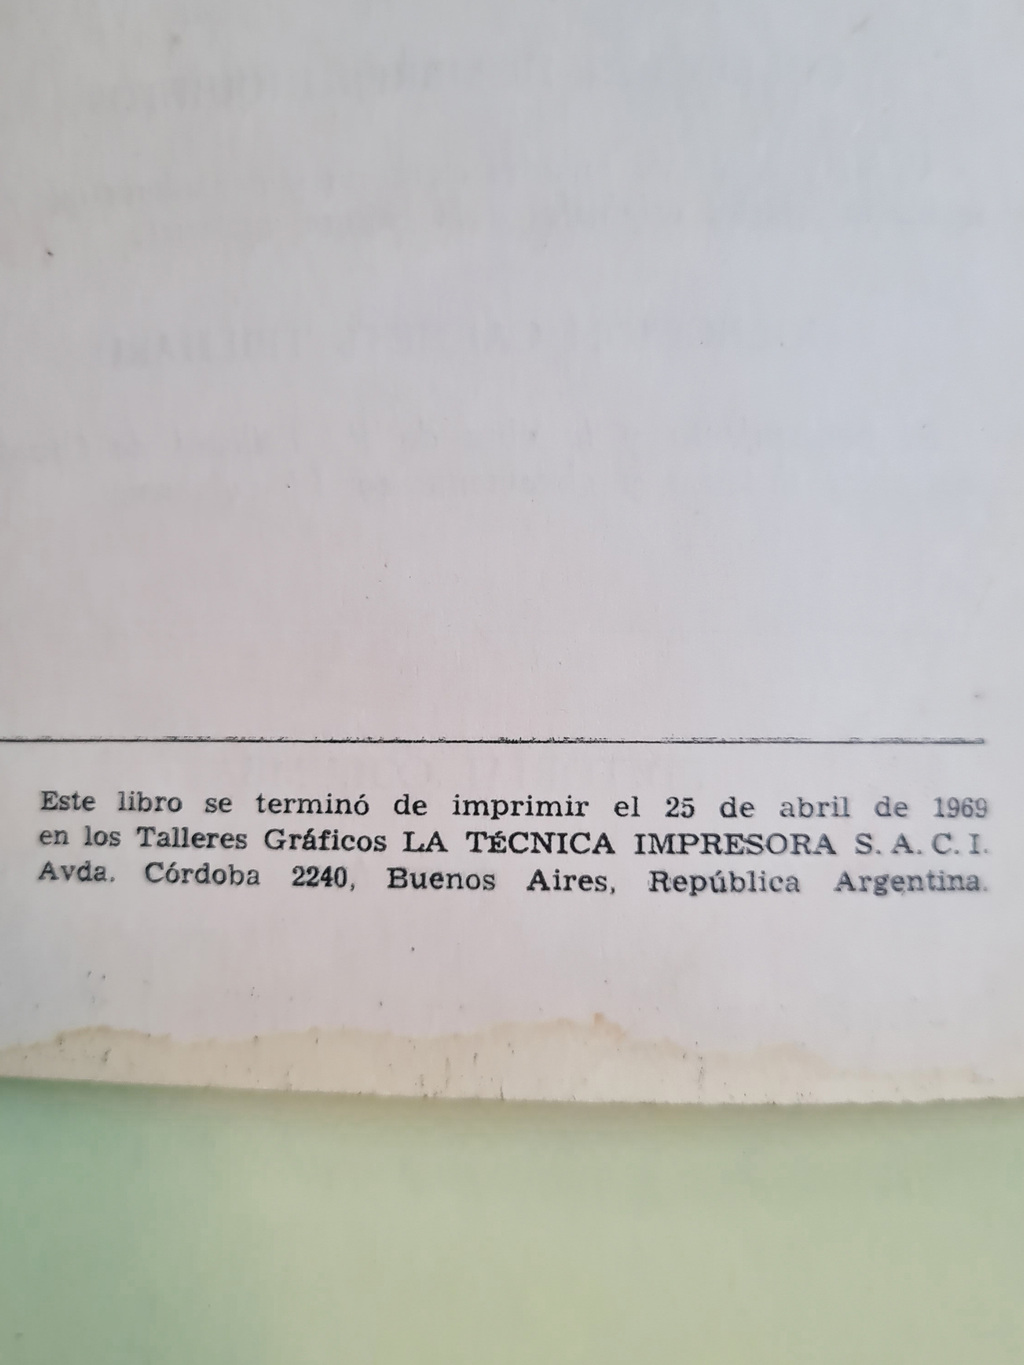 Este libro se terminó de imprimir el 25 de abril de 1969
en los Talleres Gráficos LA TÉCNICA IMPRESORA S. A. C. I.
Avda. Córdoba 2240, Buenos Aires, República Argentina.